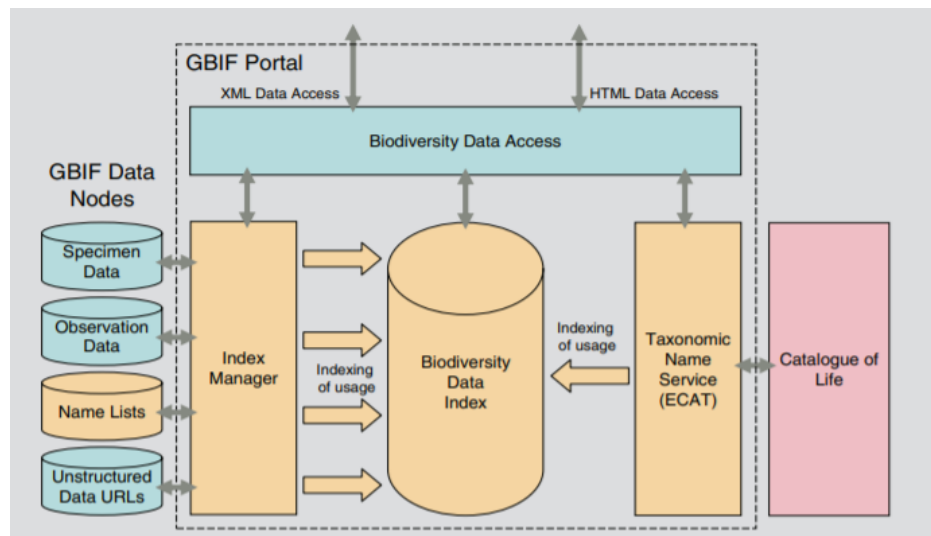 GBIF Portal
XML Data Access
HTML Data Access
Biodiversity Data Access
GBIF Data
Nodes
Specimen
Data
Observation
Data
Name Lists
Unstructured
Data URLs
Index
Manager
Indexing
of usage
Biodiversity
Data
Index
Indexing
of usage
Taxonomic
Name
Service
(ECAT)
Catalogue of
Life